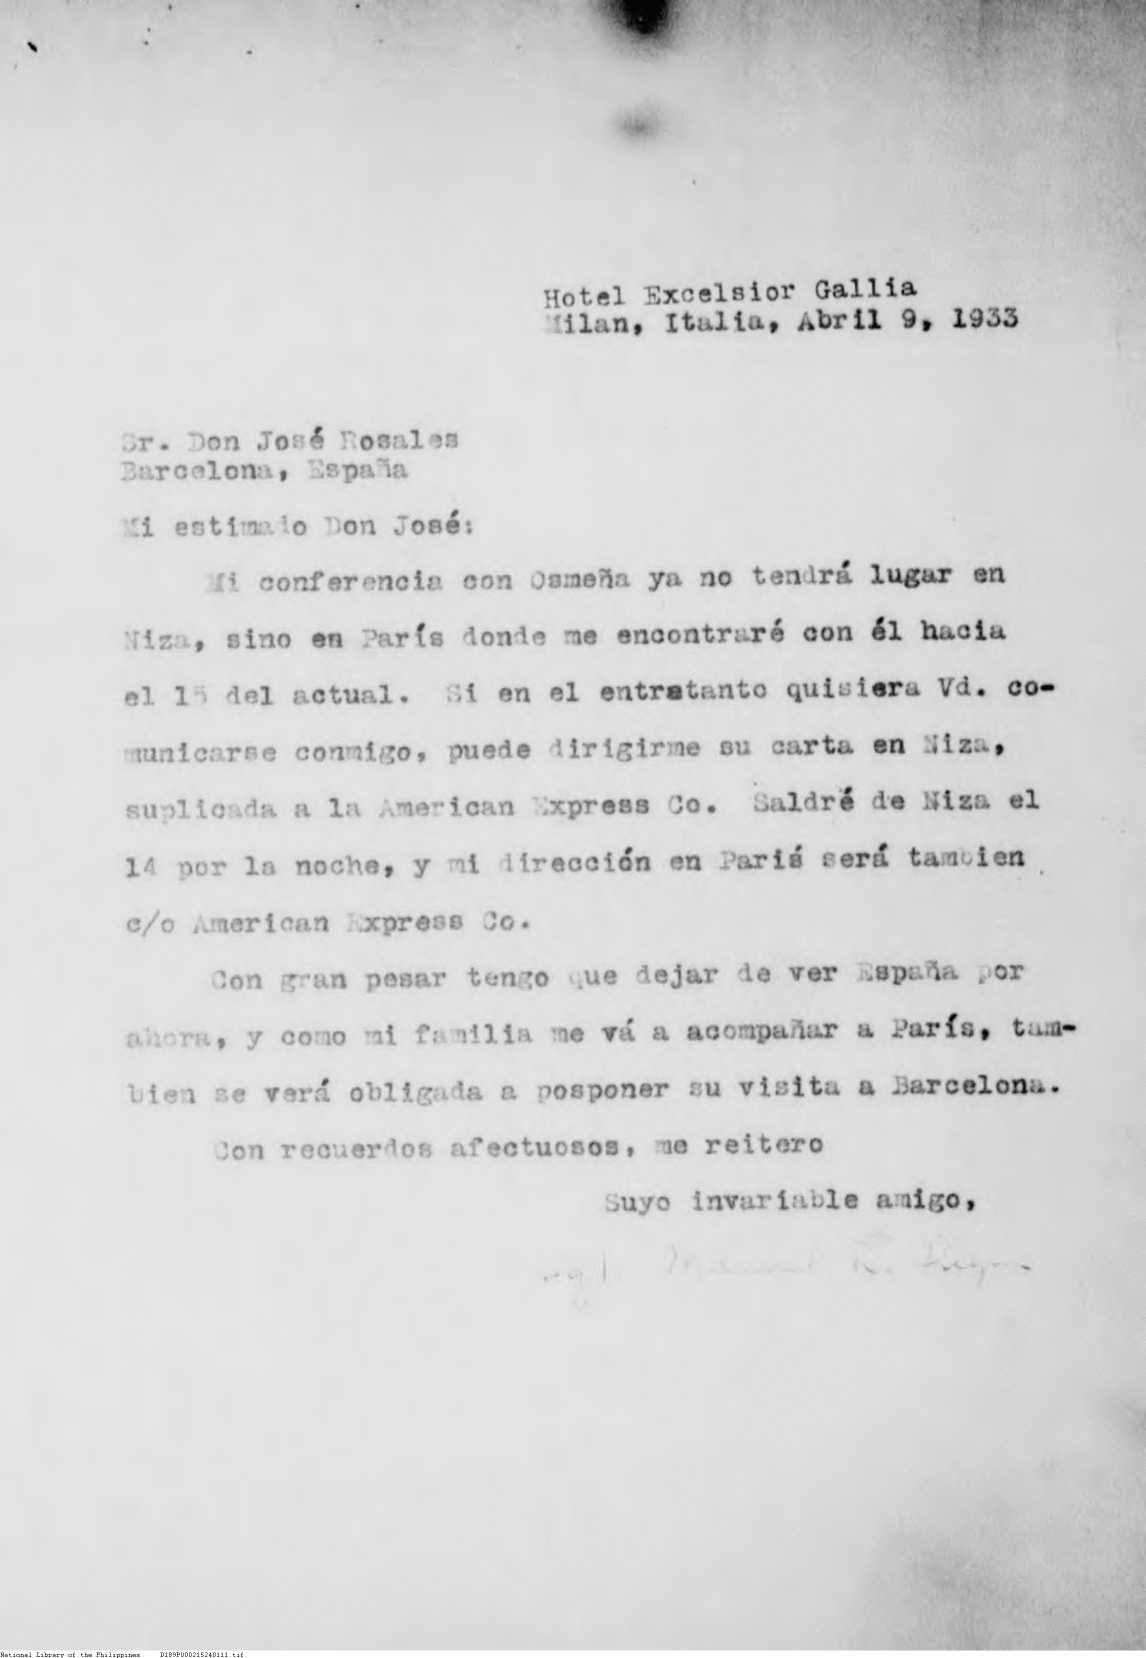 Hotel Excelsior Gallia
Milan, Italia, Abril 9, 1933
Sr. Don José Rosales
Barcelona, España
Mi estimado Don José:
Mi conferencia con Osmeña ya no tendrá lugar en
Niza, sino en París donde me encontraré con él hacia
el 15 del actual. Si en el entretanto quisiera Vd. co-
municarse conmigo, puede dirigirme su carta en Niza,
suplicada a la American Express Co. Saldré de Niza el
14 por la noche, y mi dirección en Pariś será tambien
c/o American Express Co.
Con gran pesar tengo que dejar de ver España por
ahora, y como mi familia me vá a acompañar a París, tam-
bien se verá obligada a posponer su visita a Barcelona.
Con recuerdos afectuosos, me reitero
Suyo invariable amigo,
Manuel L.
National Library of the Philippines D189P000215240111.tif